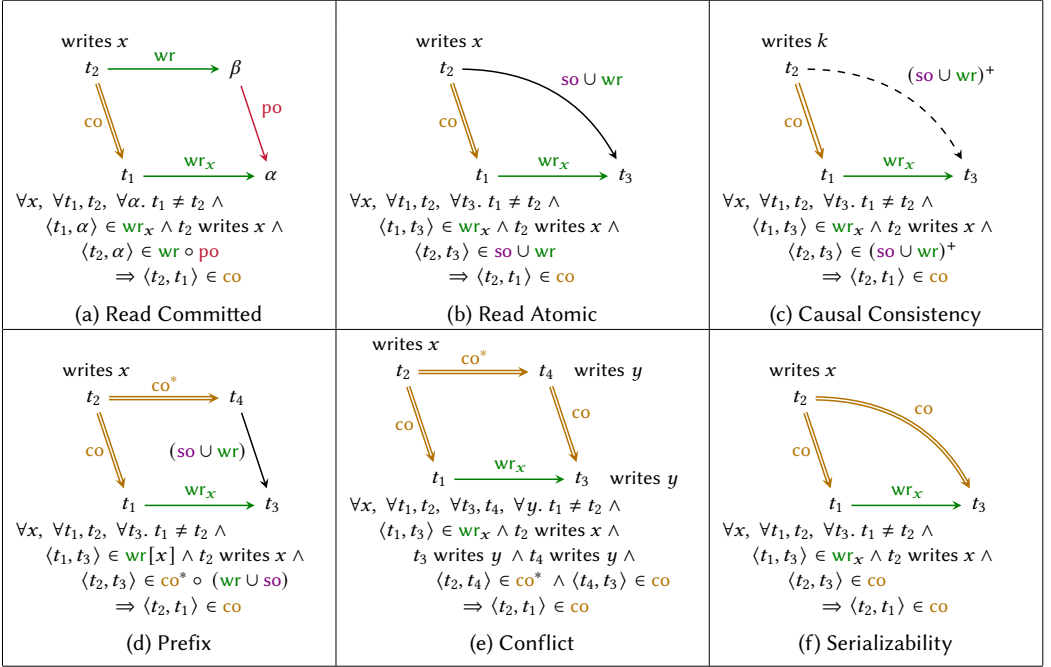 writes x
t₂ wr β
co po
t₁ wrₓ α
∀x, ∀t₁, t₂, ∀α. t₁ ≠ t₂ ∧
⟨t₁, α⟩ ∈ wrₓ ∧ t₂ writes x ∧
⟨t₂, α⟩ ∈ wr ∘ po
⇒ ⟨t₂, t₁⟩ ∈ co
(a) Read Committed
writes x
t₂
so ∪ wr
co
t₁ wrₓ t₃
∀x, ∀t₁, t₂, ∀t₃. t₁ ≠ t₂ ∧
⟨t₁, t₃⟩ ∈ wrₓ ∧ t₂ writes x ∧
⟨t₂, t₃⟩ ∈ so ∪ wr
⇒ ⟨t₂, t₁⟩ ∈ co
(b) Read Atomic
writes k
t₂
(so ∪ wr)⁺
co
t₁ wrₓ t₃
∀x, ∀t₁, t₂, ∀t₃. t₁ ≠ t₂ ∧
⟨t₁, t₃⟩ ∈ wrₓ ∧ t₂ writes x ∧
⟨t₂, t₃⟩ ∈ (so ∪ wr)⁺
⇒ ⟨t₂, t₁⟩ ∈ co
(c) Causal Consistency
writes x
t₂ co* t₄
co (so ∪ wr)
t₁ wrₓ t₃
∀x, ∀t₁, t₂, ∀t₃. t₁ ≠ t₂ ∧
⟨t₁, t₃⟩ ∈ wr[x] ∧ t₂ writes x ∧
⟨t₂, t₃⟩ ∈ co* ∘ (wr ∪ so)
⇒ ⟨t₂, t₁⟩ ∈ co
(d) Prefix
writes x
t₂ co* t₄ writes y
co co
t₁ wrₓ t₃ writes y
∀x, ∀t₁, t₂, ∀t₃, t₄, ∀y. t₁ ≠ t₂ ∧
⟨t₁, t₃⟩ ∈ wrₓ ∧ t₂ writes x ∧
t₃ writes y ∧ t₄ writes y ∧
⟨t₂, t₄⟩ ∈ co* ∧ ⟨t₄, t₃⟩ ∈ co
⇒ ⟨t₂, t₁⟩ ∈ co
(e) Conflict
writes x
t₂
co
co
t₁ wrₓ t₃
∀x, ∀t₁, t₂, ∀t₃. t₁ ≠ t₂ ∧
⟨t₁, t₃⟩ ∈ wrₓ ∧ t₂ writes x ∧
⟨t₂, t₃⟩ ∈ co
⇒ ⟨t₂, t₁⟩ ∈ co
(f) Serializability